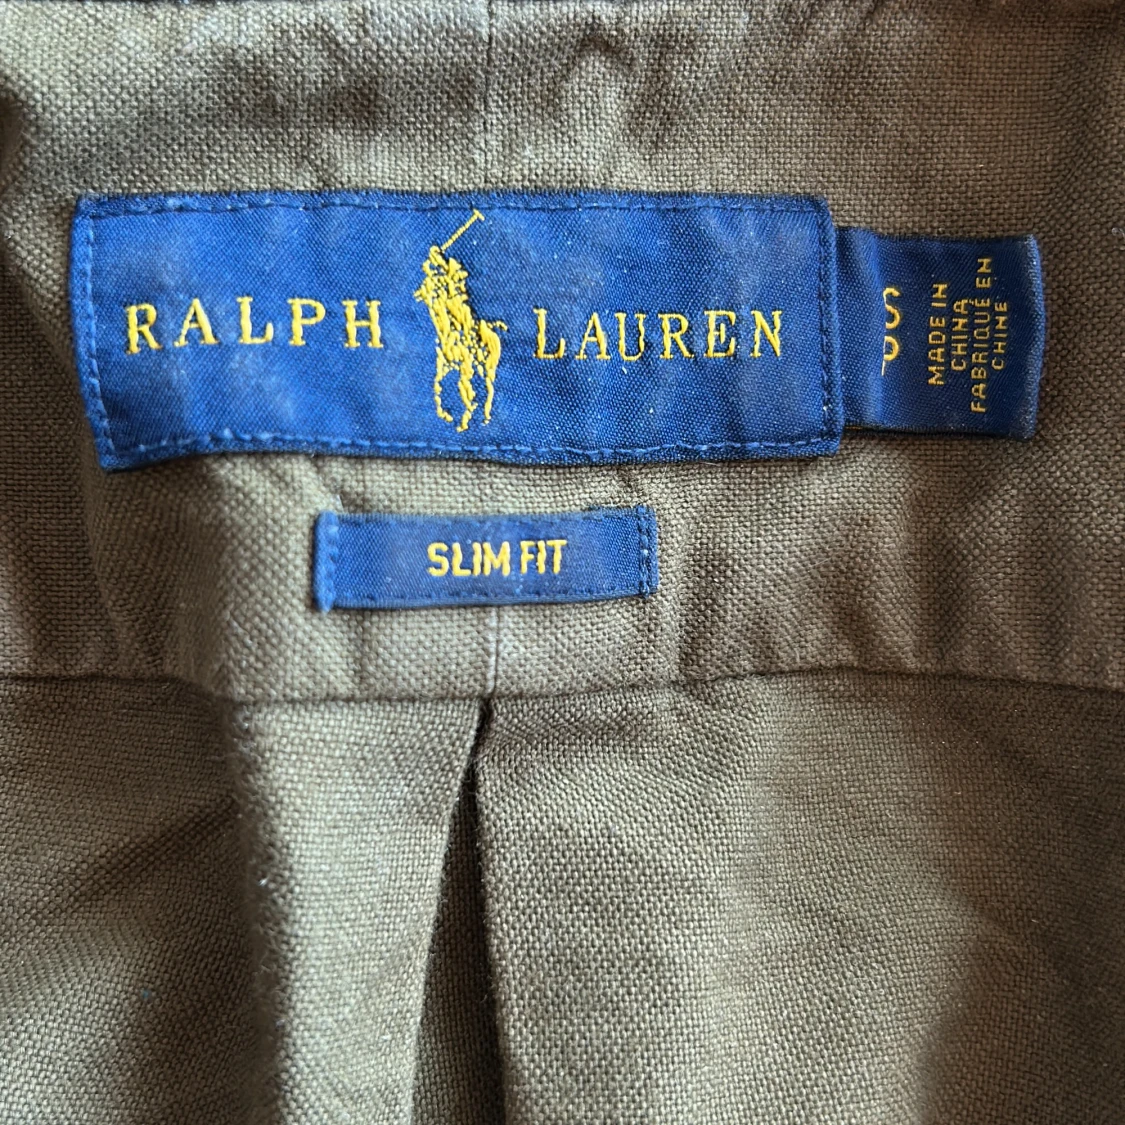 RALPH LAUREN
S
MADE IN
CHINA
FABRIQUÉ EN
CHINE
SLIM FIT